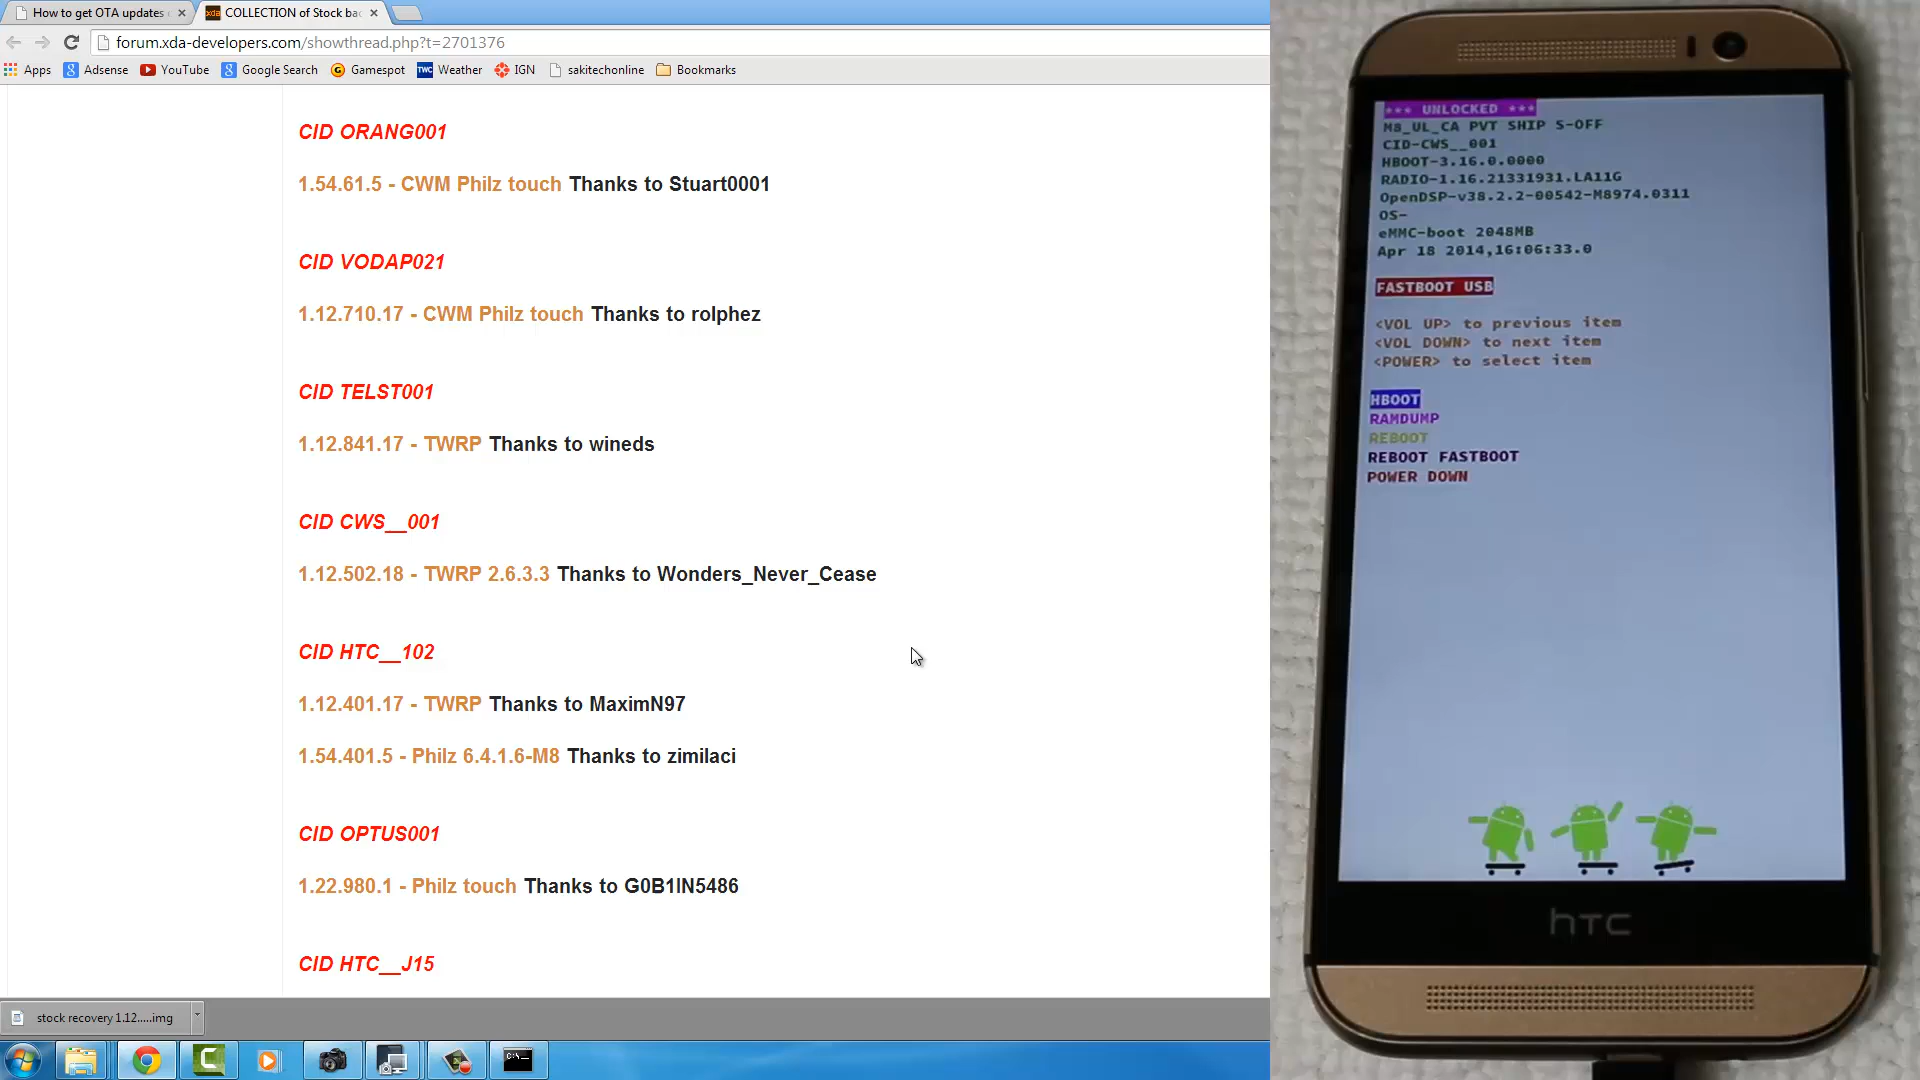 How to get OTA updates
COLLECTION of Stock bac
forum.xda-developers.com/showthread.php?t=2701376
Apps
Adsense
YouTube
Google Search
Gamespot
Weather
IGN
sakitechonline
Bookmarks
CID ORANG001
1.54.61.5 - CWM Philz touch Thanks to Stuart0001
CID VODAP021
1.12.710.17 - CWM Philz touch Thanks to rolphez
CID TELST001
1.12.841.17 - TWRP Thanks to wineds
CID CWS__001
1.12.502.18 - TWRP 2.6.3.3 Thanks to Wonders_Never_Cease
CID HTC__102
1.12.401.17 - TWRP Thanks to MaximN97
1.54.401.5 - Philz 6.4.1.6-M8 Thanks to zimilaci
CID OPTUS001
1.22.980.1 - Philz touch Thanks to G0B1IN5486
CID HTC__J15
stock recovery 1.12.....img
*** UNLOCKED ***
M8_UL_CA PVT SHIP S-OFF
CID-CWS__001
HBOOT-3.16.0.0000
RADIO-1.16.21331931.LA11G
OpenDSP-v38.2.2-00542-M8974.0311
OS-
eMMC-boot 2048MB
Apr 18 2014,16:06:33.0
FASTBOOT USB
<VOL UP> to previous item
<VOL DOWN> to next item
<POWER> to select item
HBOOT
RAMDUMP
REBOOT
REBOOT FASTBOOT
POWER DOWN
hTC